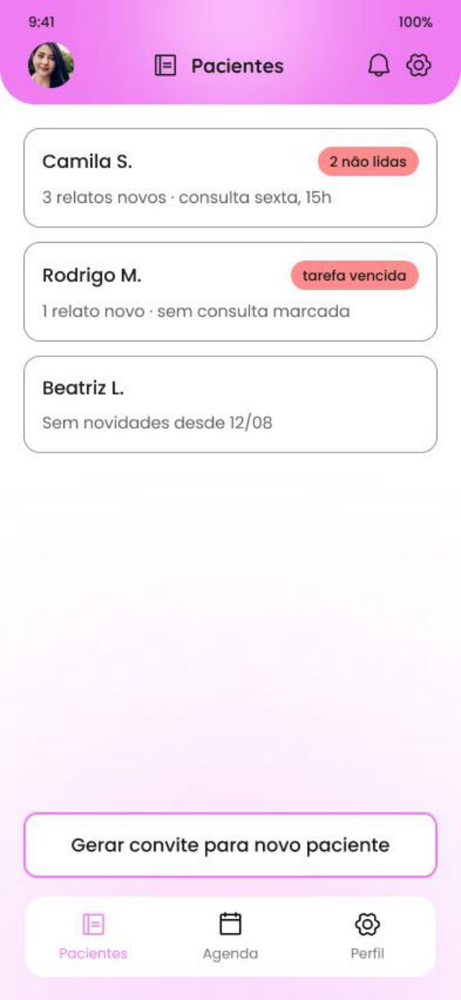 9:41
100%
Pacientes
Camila S.
2 não lidas
3 relatos novos · consulta sexta, 15h
Rodrigo M.
tarefa vencida
1 relato novo · sem consulta marcada
Beatriz L.
Sem novidades desde 12/08
Gerar convite para novo paciente
Pacientes
Agenda
Perfil